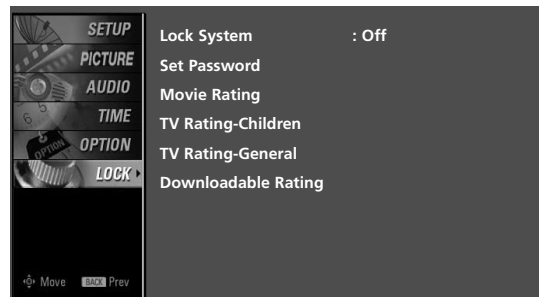 SETUP
PICTURE
AUDIO
TIME
OPTION
LOCK
Move BACK Prev
Lock System : Off
Set Password
Movie Rating
TV Rating-Children
TV Rating-General
Downloadable Rating